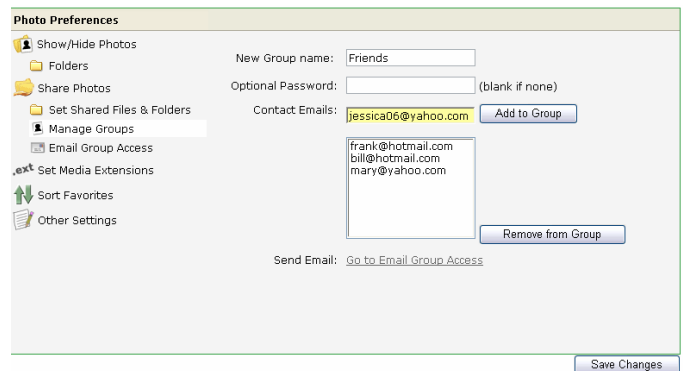 Photo Preferences
Show/Hide Photos
Folders
Share Photos
Set Shared Files & Folders
Manage Groups
Email Group Access
.ext Set Media Extensions
Sort Favorites
Other Settings
New Group name: Friends
Optional Password: (blank if none)
Contact Emails: jessica06@yahoo.com Add to Group
frank@hotmail.com
bill@hotmail.com
mary@yahoo.com
Remove from Group
Send Email: Go to Email Group Access
Save Changes